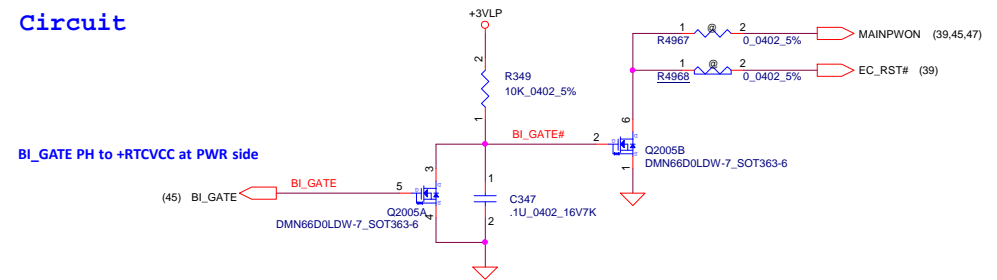 Circuit
+3VLP
1 @ 2
R4967 0_0402_5%
MAINPWON (39,45,47)
1 @ 2
R4968 0_0402_5%
EC_RST# (39)
2
R349
10K_0402_5%
1
BI_GATE#
2
6
1
Q2005B
DMN66D0LDW-7_SOT363-6
BI_GATE PH to +RTCVCC at PWR side
(45) BI_GATE
BI_GATE
5
3
4
Q2005A
DMN66D0LDW-7_SOT363-6
1
C347
.1U_0402_16V7K
2